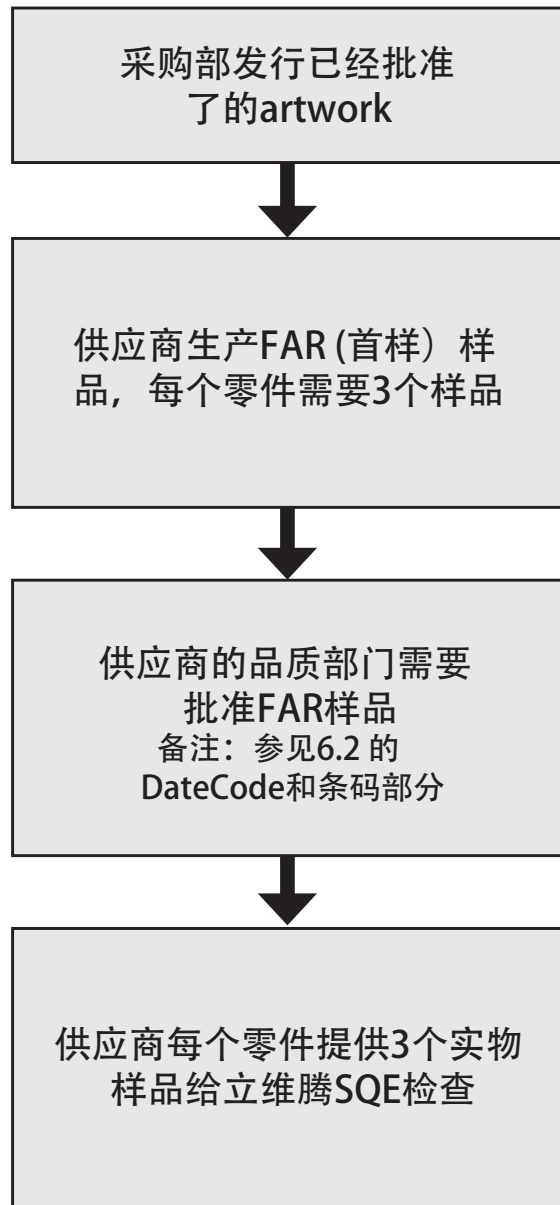 采购部发行已经批准
了的artwork
供应商生产FAR (首样）样
品，每个零件需要3个样品
供应商的品质部门需要
批准FAR样品
备注：参见6.2 的
DateCode和条码部分
供应商每个零件提供3个实物
样品给立维腾SQE检查